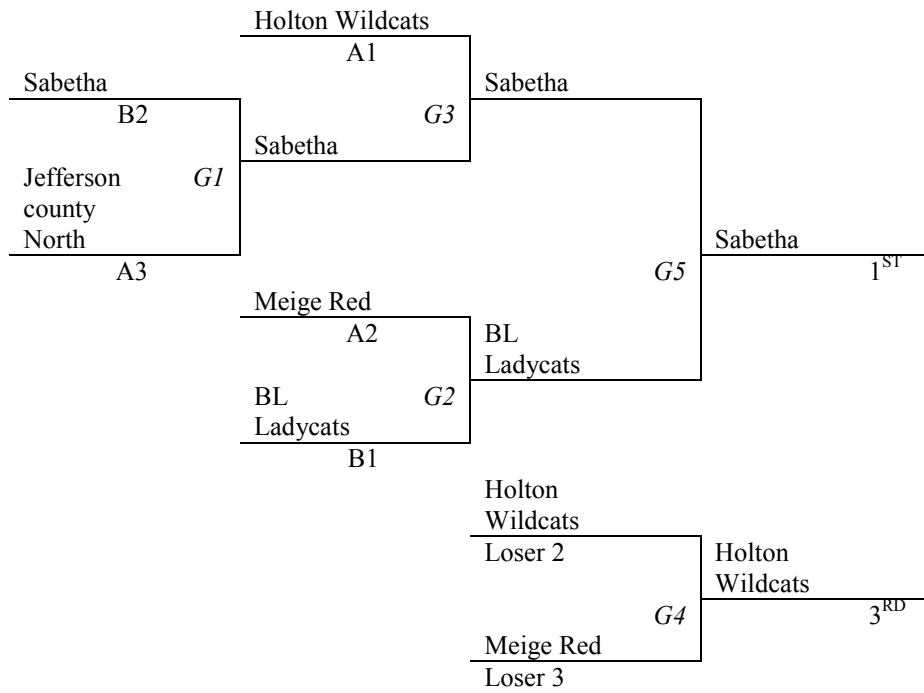 Holton Wildcats
A1
Sabetha
Sabetha
B2
G3
Sabetha
Jefferson
county
North
G1
A3
Sabetha
1ST
G5
Meige Red
A2
BL
Ladycats
BL
Ladycats
G2
B1
Holton
Wildcats
Loser 2
Holton
Wildcats
G4
3RD
Meige Red
Loser 3